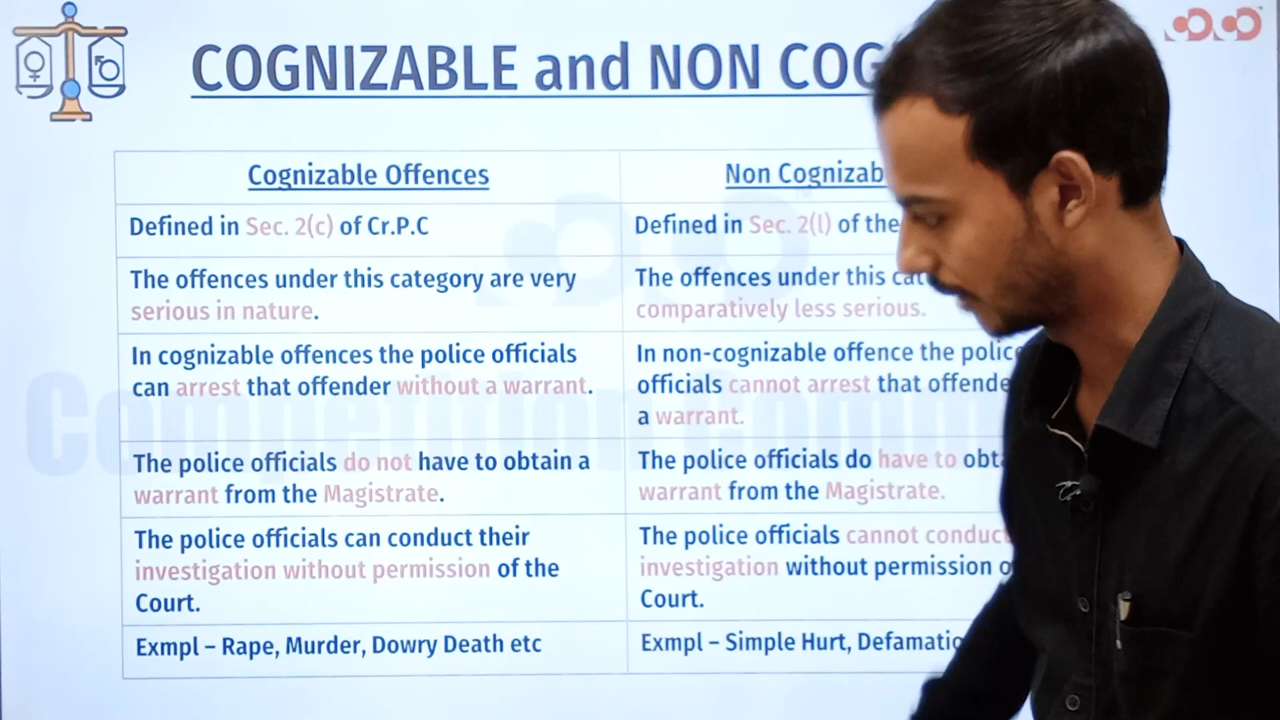 COGNIZABLE and NON COG
Cognizable Offences
Non Cognizab
Defined in Sec. 2(c) of Cr.P.C
Defined in Sec. 2(l) of the
The offences under this category are very
serious in nature.
The offences under this cat
comparatively less serious.
In cognizable offences the police officials
can arrest that offender without a warrant.
In non-cognizable offence the polic
officials cannot arrest that offende
a warrant.
The police officials do not have to obtain a
warrant from the Magistrate.
The police officials do have to obta
warrant from the Magistrate.
The police officials can conduct their
investigation without permission of the
Court.
The police officials cannot conduct
investigation without permission o
Court.
Exmpl – Rape, Murder, Dowry Death etc
Exmpl – Simple Hurt, Defamatio